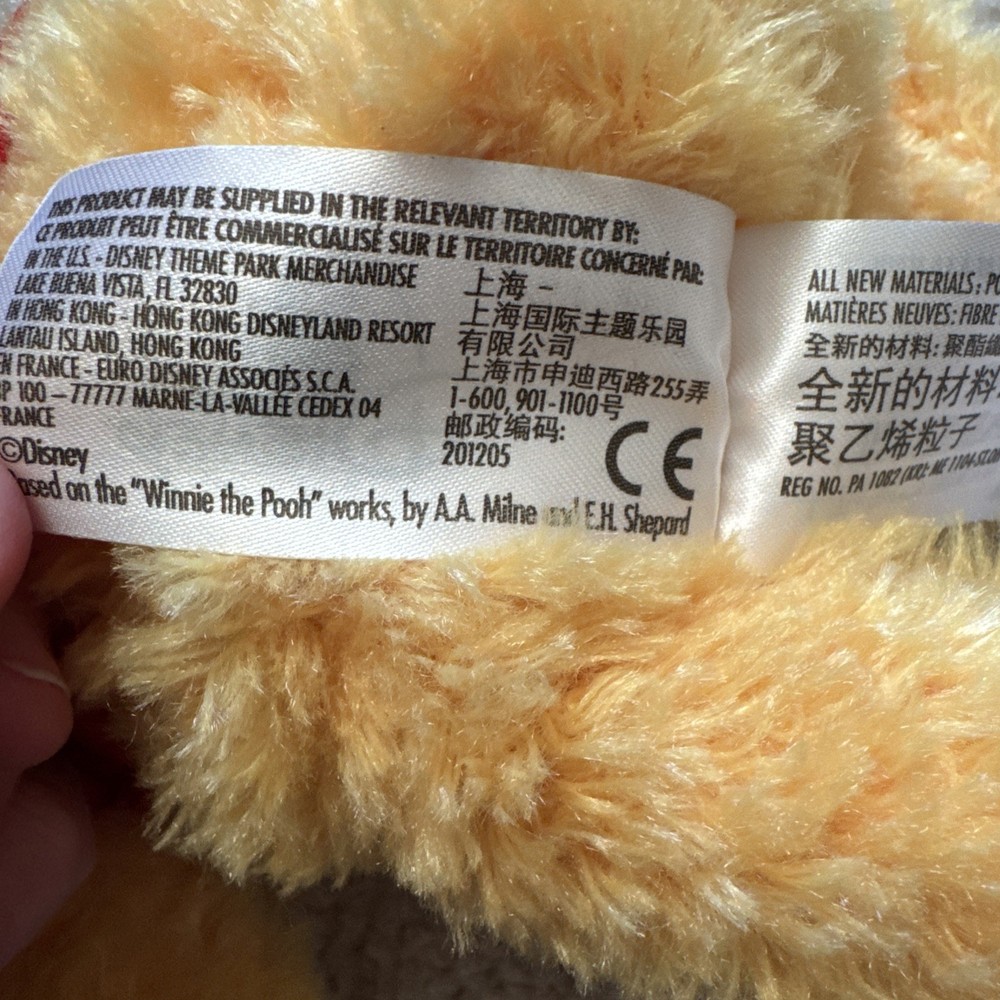 THIS PRODUCT MAY BE SUPPLIED IN THE RELEVANT TERRITORY BY:
CE PRODUIT PEUT ÊTRE COMMERCIALISÉ SUR LE TERRITOIRE CONCERNÉ PAR:
IN THE U.S. - DISNEY THEME PARK MERCHANDISE
LAKE BUENA VISTA, FL 32830
IN HONG KONG - HONG KONG DISNEYLAND RESORT
LANTAU ISLAND, HONG KONG
EN FRANCE - EURO DISNEY ASSOCIÉS S.C.A.
BP 100 – 77777 MARNE-LA-VALLÉE CEDEX 04
FRANCE
上海 -
上海国际主题乐园
有限公司
上海市申迪西路255弄
1-600, 901-1100号
邮政编码:
201205
CE
©Disney
Based on the "Winnie the Pooh" works, by A.A. Milne and E.H. Shepard
ALL NEW MATERIALS:
MATIÈRES NEUVES: FIBRE
全新的材料: 聚酯
全新的材料
聚乙烯粒子
REG NO. PA 1082